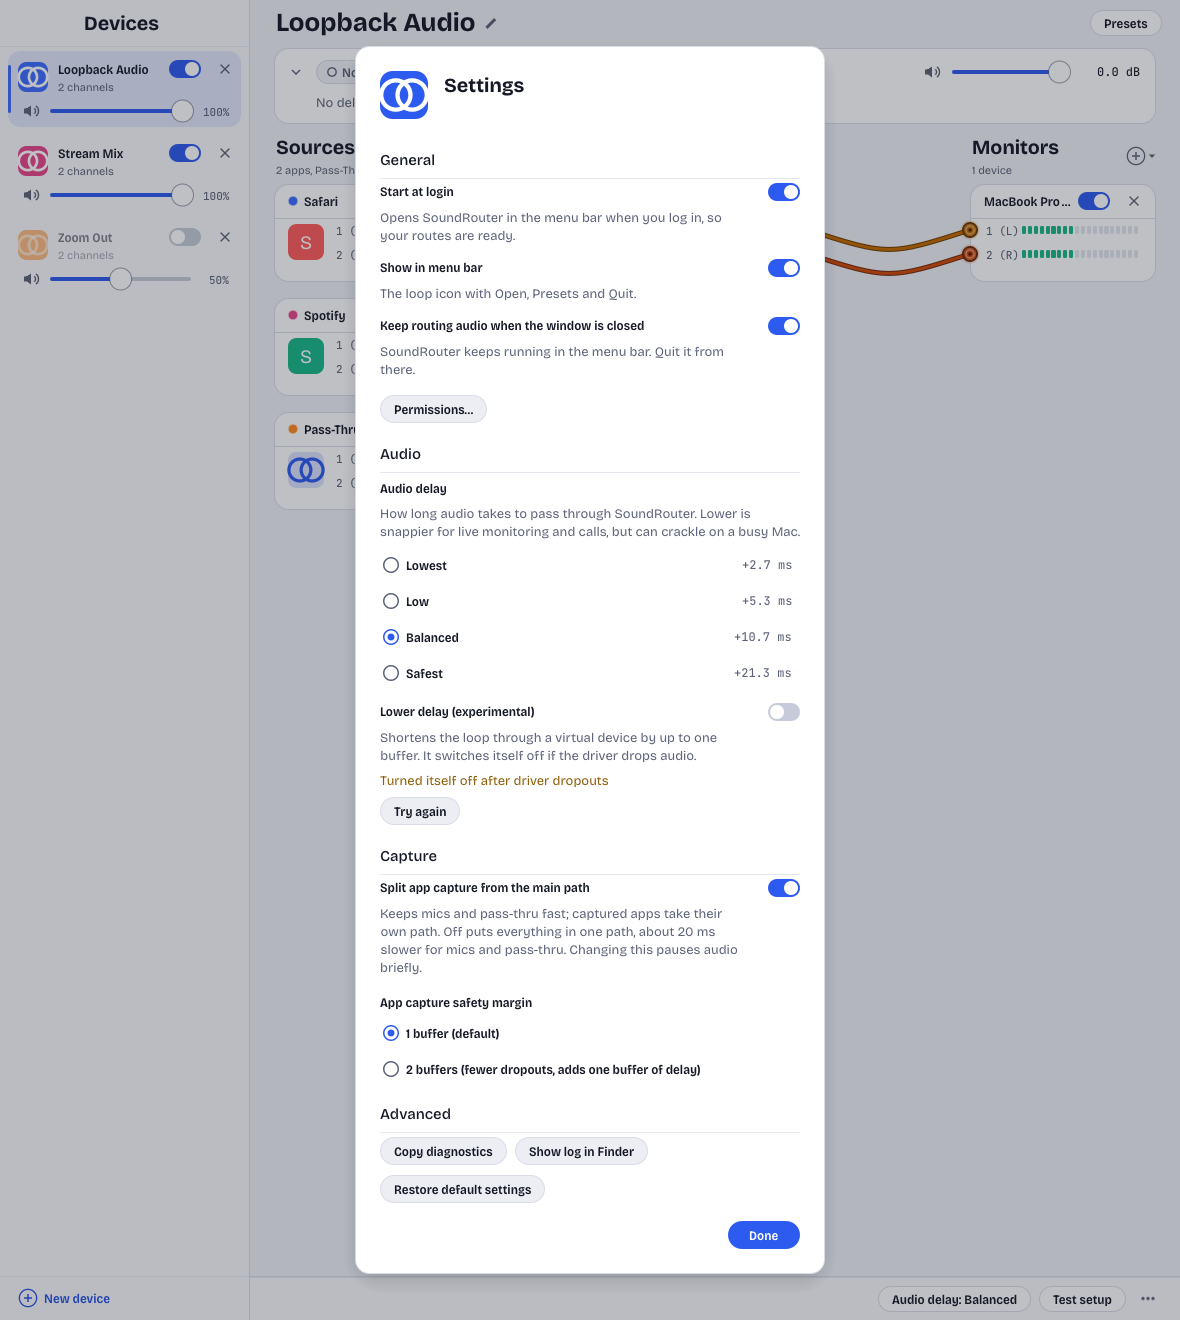 Devices
Loopback Audio
2 channels
100%
Stream Mix
2 channels
100%
Zoom Out
2 channels
50%
New device
Loopback Audio
Presets
No del
0.0 dB
Sources
2 apps, Pass-Th
Safari
S
1 (
2 (
Spotify
S
1 (
2 (
Pass-Thr
1 (
2 (
Monitors
1 device
MacBook Pro...
1 (L)
2 (R)
Settings
General
Start at login
Opens SoundRouter in the menu bar when you log in, so
your routes are ready.
Show in menu bar
The loop icon with Open, Presets and Quit.
Keep routing audio when the window is closed
SoundRouter keeps running in the menu bar. Quit it from
there.
Permissions...
Audio
Audio delay
How long audio takes to pass through SoundRouter. Lower is
snappier for live monitoring and calls, but can crackle on a busy Mac.
Lowest +2.7 ms
Low +5.3 ms
Balanced +10.7 ms
Safest +21.3 ms
Lower delay (experimental)
Shortens the loop through a virtual device by up to one
buffer. It switches itself off if the driver drops audio.
Turned itself off after driver dropouts
Try again
Capture
Split app capture from the main path
Keeps mics and pass-thru fast; captured apps take their
own path. Off puts everything in one path, about 20 ms
slower for mics and pass-thru. Changing this pauses audio
briefly.
App capture safety margin
1 buffer (default)
2 buffers (fewer dropouts, adds one buffer of delay)
Advanced
Copy diagnostics Show log in Finder
Restore default settings
Done
Audio delay: Balanced Test setup